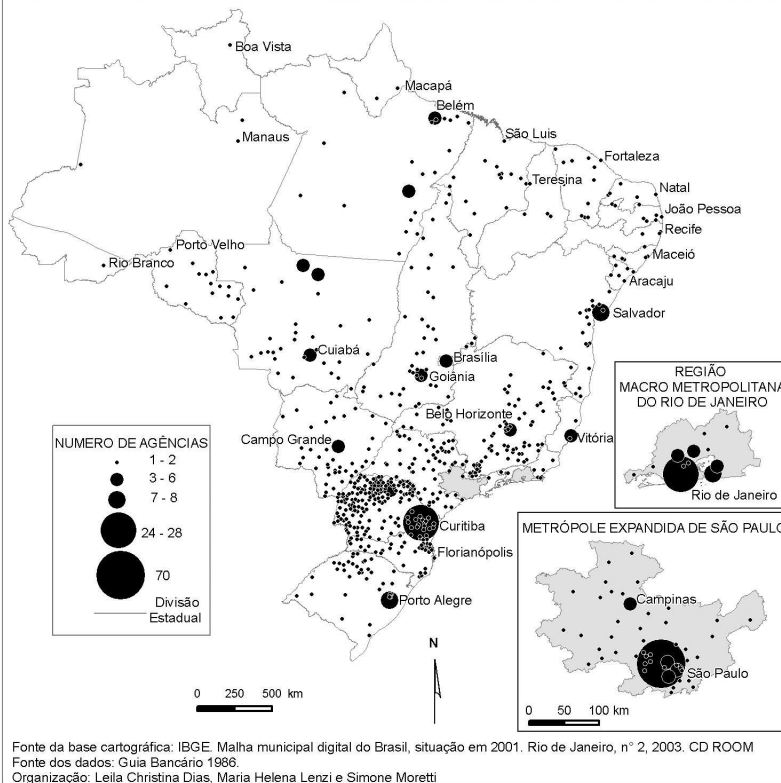 Boa Vista
Macapá
Belém
Manaus
São Luis
Fortaleza
Teresina
Natal
João Pessoa
Recife
Porto Velho
Maceió
Rio Branco
Aracaju
Salvador
Cuiabá
Brasília
Goiânia
Belo Horizonte
Vitória
Campo Grande
Curitiba
Florianópolis
Porto Alegre
NUMERO DE AGÊNCIAS
1 - 2
3 - 6
7 - 8
24 - 28
70
Divisão
Estadual
REGIÃO
MACRO METROPOLITANA
DO RIO DE JANEIRO
Rio de Janeiro
METRÓPOLE EXPANDIDA DE SÃO PAULO
Campinas
São Paulo
0 50 100 km
N
0 250 500 km
Fonte da base cartográfica: IBGE. Malha municipal digital do Brasil, situação em 2001. Rio de Janeiro, n° 2, 2003. CD ROOM
Fonte dos dados: Guia Bancário 1986.
Organização: Leila Christina Dias, Maria Helena Lenzi e Simone Moretti